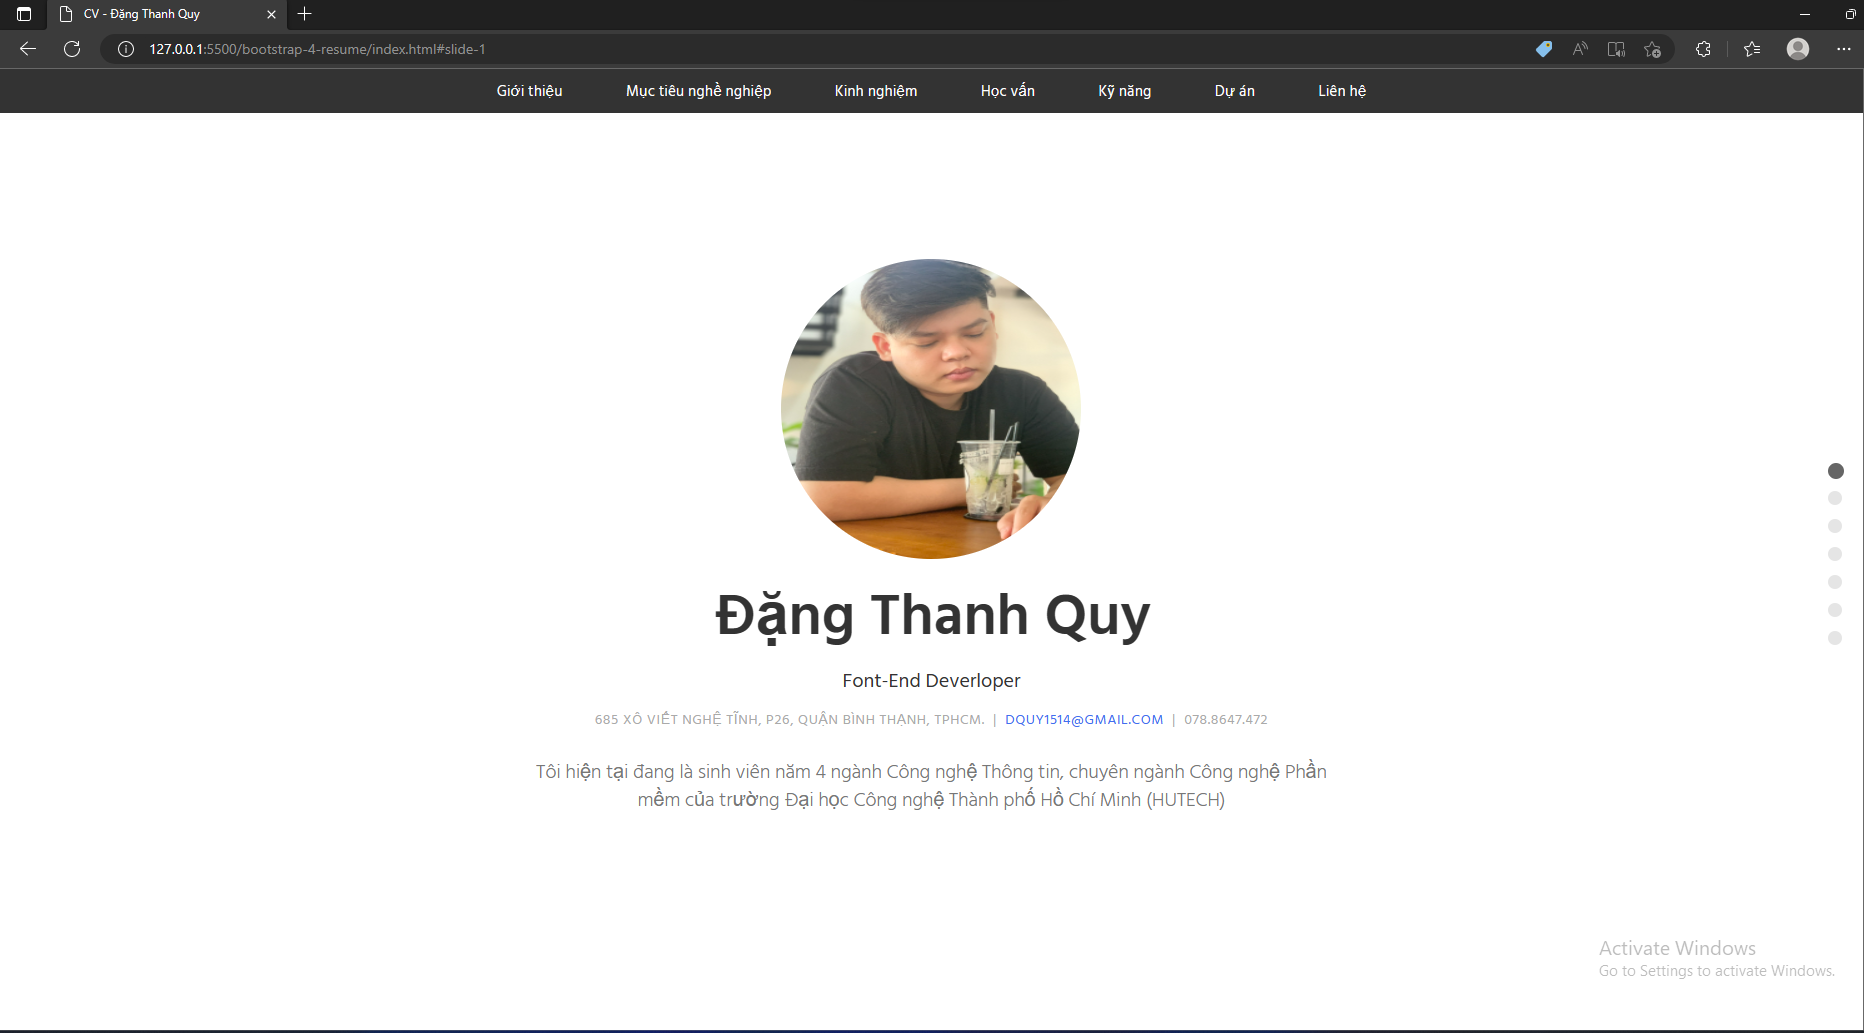 CV - Đặng Thanh Quy
127.0.0.1:5500/bootstrap-4-resume/index.html#slide-1
Giới thiệu Mục tiêu nghề nghiệp Kinh nghiệm Học vấn Kỹ năng Dự án Liên hệ
Đặng Thanh Quy
Font-End Deverloper
685 XÔ VIẾT NGHỆ TĨNH, P26, QUẬN BÌNH THẠNH, TPHCM. | DQUY1514@GMAIL.COM | 078.8647.472
Tôi hiện tại đang là sinh viên năm 4 ngành Công nghệ Thông tin, chuyên ngành Công nghệ Phần
mềm của trường Đại học Công nghệ Thành phố Hồ Chí Minh (HUTECH)
Activate Windows
Go to Settings to activate Windows.